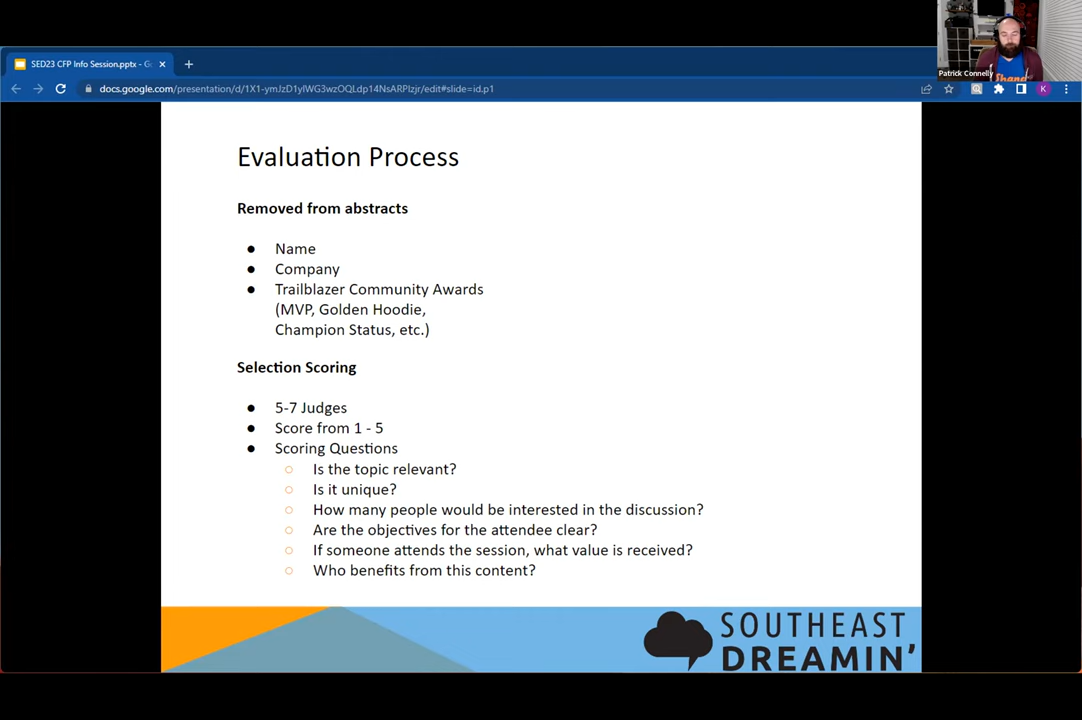 Patrick Connelly
SED23 CFP Info Session.pptx - Go
docs.google.com/presentation/d/1X1-ymJzD1yIWG3wzOQLdp14NsARPIzjr/edit#slide=id.p1
K
Evaluation Process
Removed from abstracts
● Name
● Company
● Trailblazer Community Awards
(MVP, Golden Hoodie,
Champion Status, etc.)
Selection Scoring
● 5-7 Judges
● Score from 1 - 5
● Scoring Questions
○ Is the topic relevant?
○ Is it unique?
○ How many people would be interested in the discussion?
○ Are the objectives for the attendee clear?
○ If someone attends the session, what value is received?
○ Who benefits from this content?
SOUTHEAST
DREAMIN'